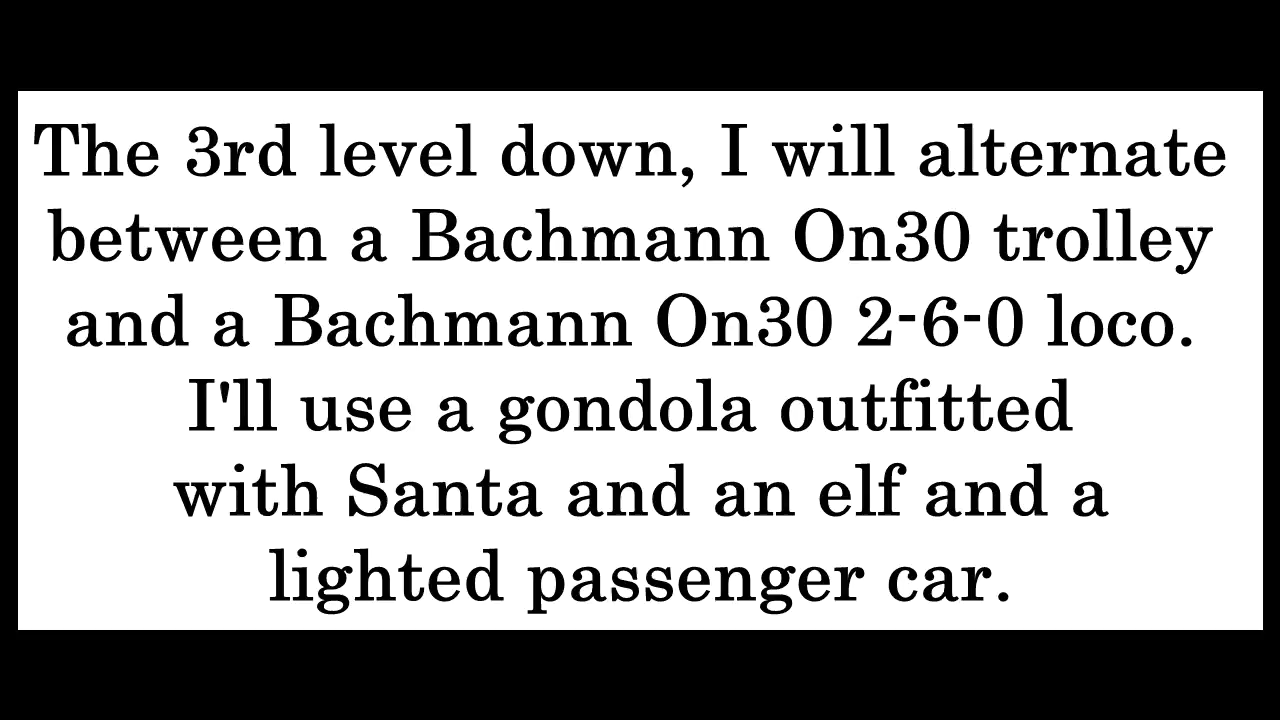 The 3rd level down, I will alternate
between a Bachmann On30 trolley
and a Bachmann On30 2-6-0 loco.
I'll use a gondola outfitted
with Santa and an elf and a
lighted passenger car.